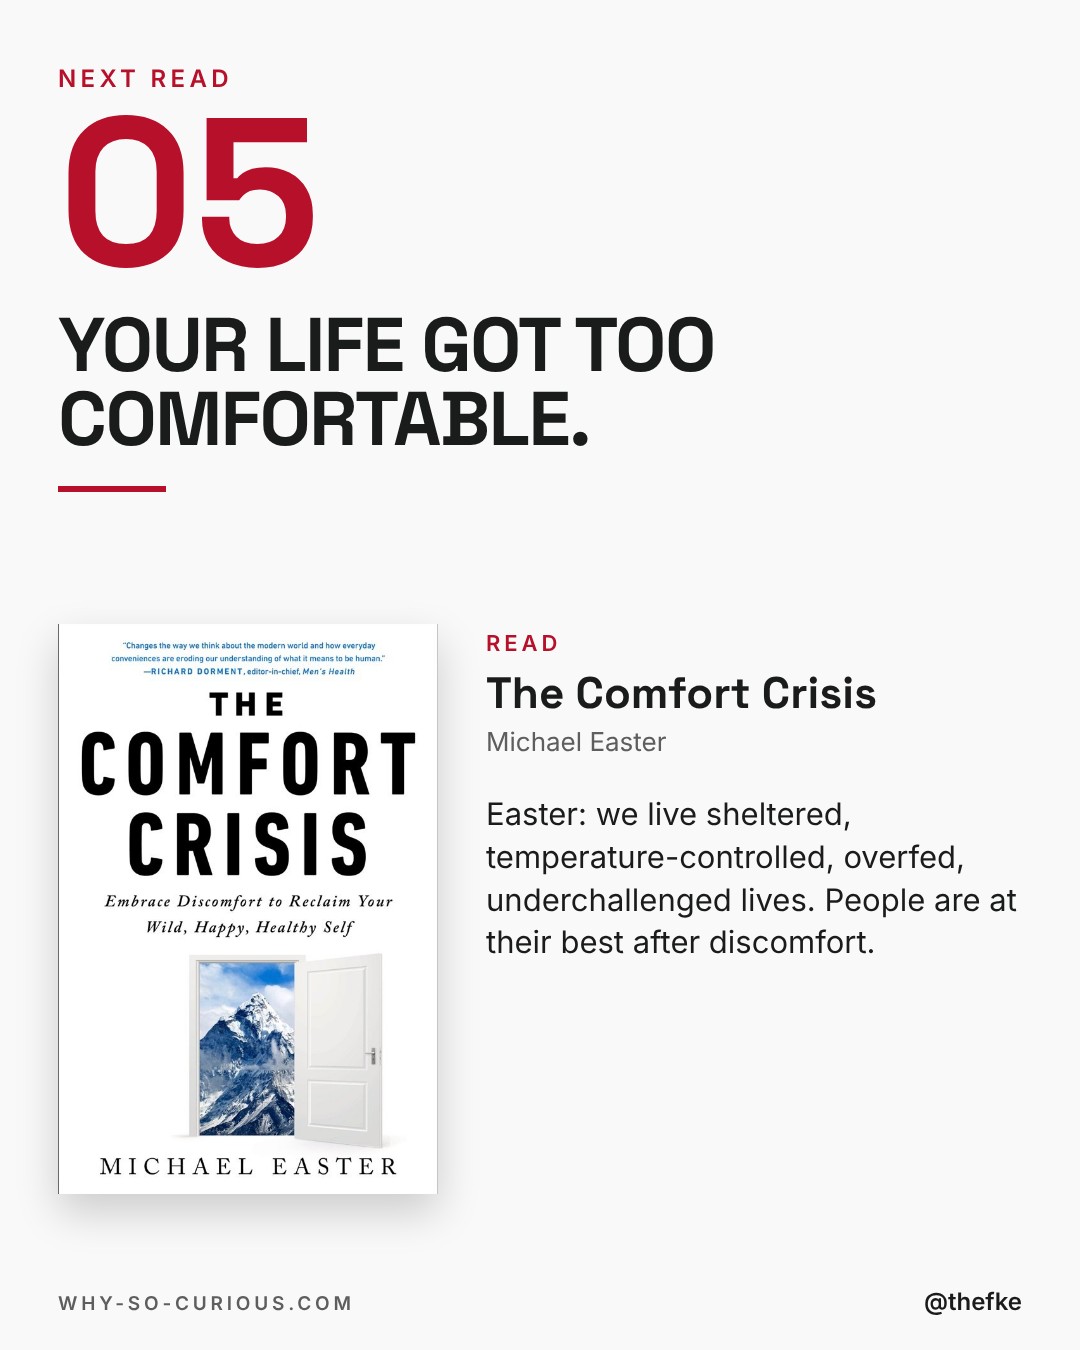 NEXT READ
05
YOUR LIFE GOT TOO
COMFORTABLE.
"Changes the way we think about the modern world and how everyday
conveniences are eroding our understanding of what it means to be human."
—RICHARD DORMENT, editor-in-chief, Men's Health
THE
COMFORT
CRISIS
Embrace Discomfort to Reclaim Your
Wild, Happy, Healthy Self
MICHAEL EASTER
READ
The Comfort Crisis
Michael Easter
Easter: we live sheltered,
temperature-controlled, overfed,
underchallenged lives. People are at
their best after discomfort.
WHY-SO-CURIOUS.COM
@thefke